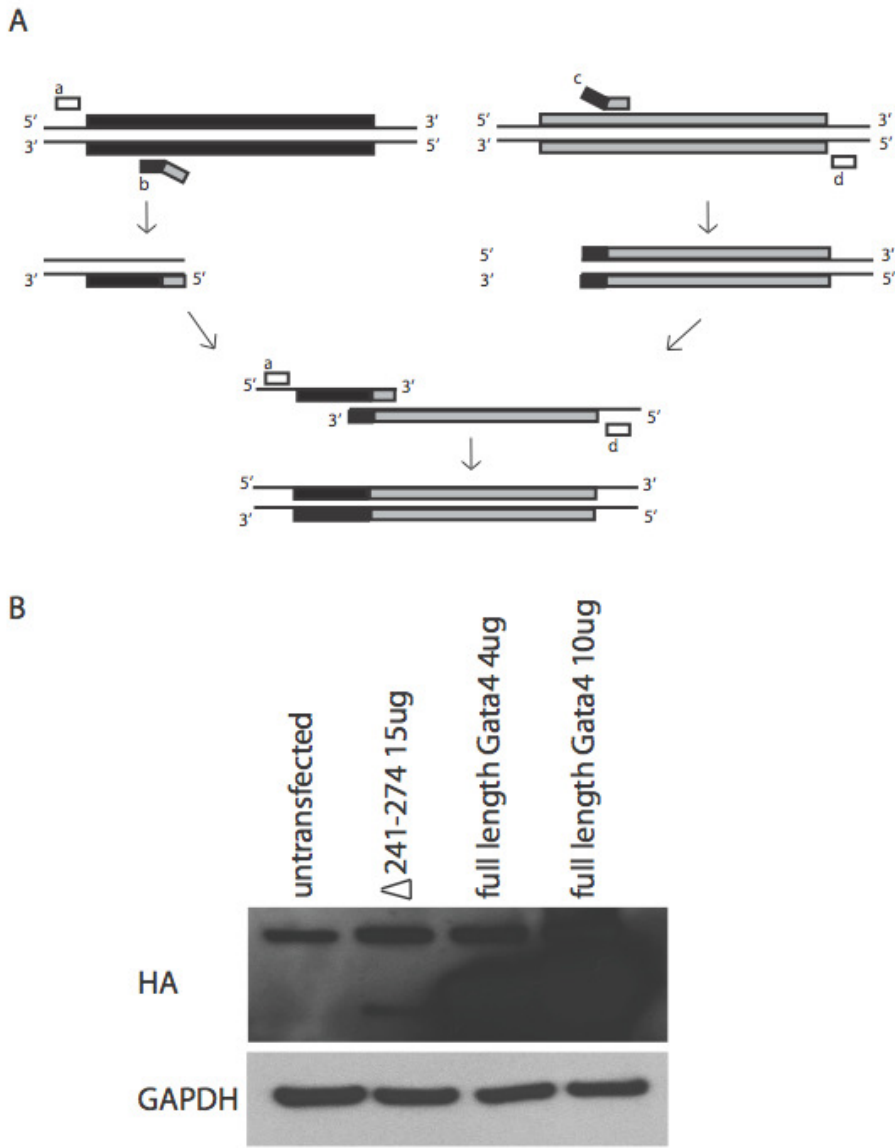 A
a
c
5′ 3′ 5′ 3′
3′ 5′ 3′ 5′
b
d
5′ 3′
3′ 5′ 3′ 5′
a
5′ 3′
3′ 5′
d
5′ 3′
3′ 5′
B
untransfected
△241-274 15ug
full length Gata4 4ug
full length Gata4 10ug
HA
GAPDH